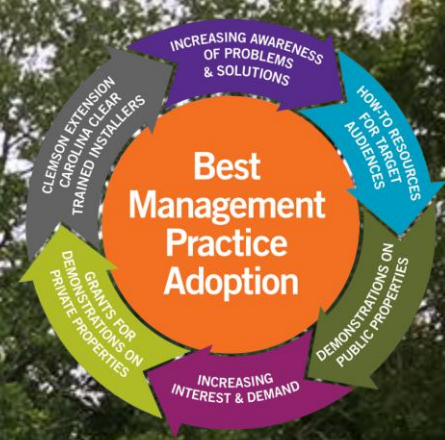 Best
Management
Practice
Adoption
INCREASING AWARENESS
OF PROBLEMS
& SOLUTIONS
HOW-TO RESOURCES
FOR TARGET
AUDIENCES
DEMONSTRATIONS ON
PUBLIC PROPERTIES
INCREASING
INTEREST & DEMAND
GRANTS FOR
DEMONSTRATIONS ON
PRIVATE PROPERTIES
CLEMSON EXTENSION
CAROLINA CLEAR
TRAINED INSTALLERS